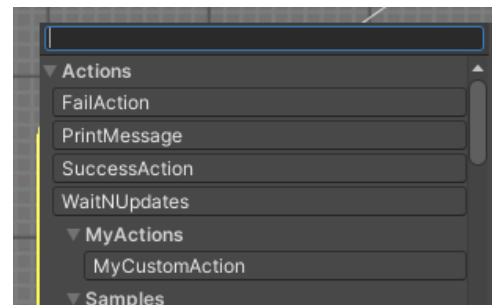 Actions
FailAction
PrintMessage
SuccessAction
WaitNUpdates
MyActions
MyCustomAction
Samples